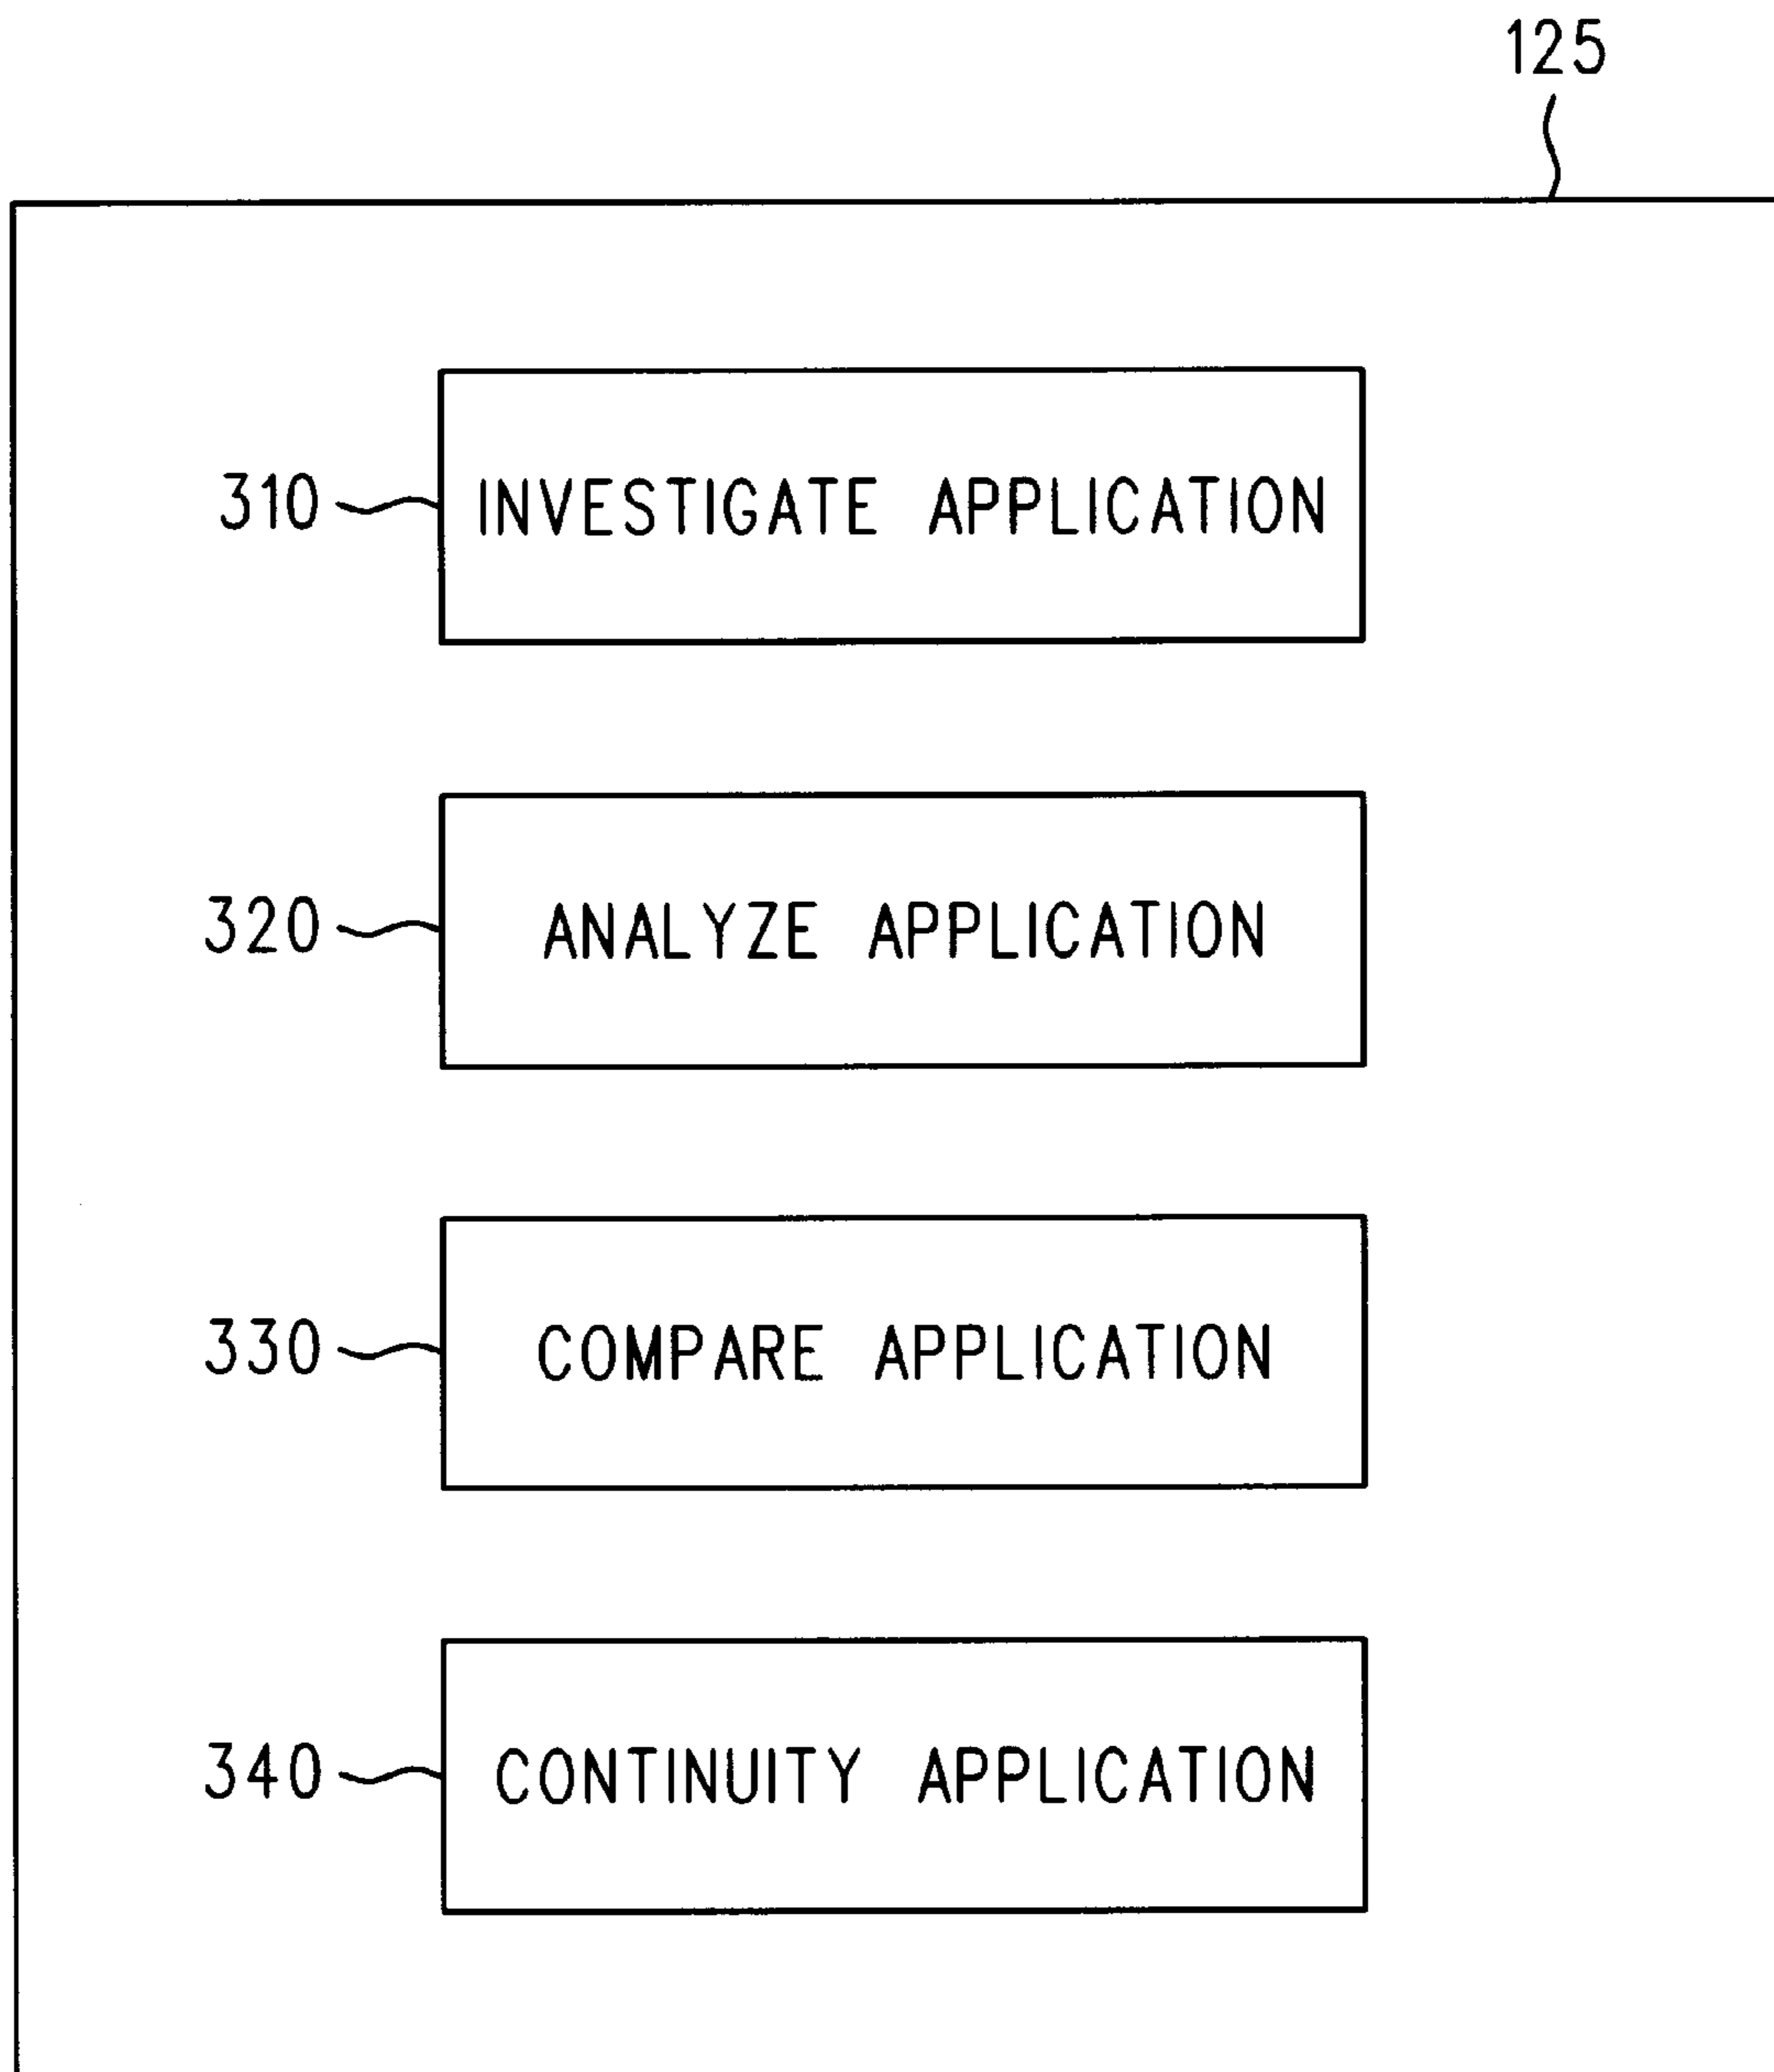 125
310 INVESTIGATE APPLICATION
320 ANALYZE APPLICATION
330 COMPARE APPLICATION
340 CONTINUITY APPLICATION